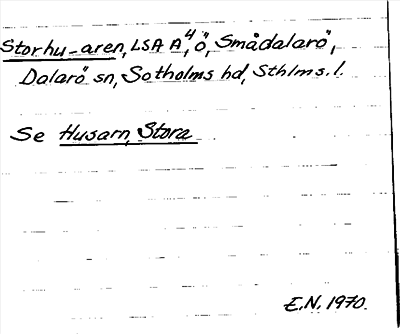 Storhu-aren, LSA A⁴, ö, Smådalarö,
Dalarö sn, Sotholms hd, Sthlms. l.
Se Husarn, Stora
E.N. 1970.